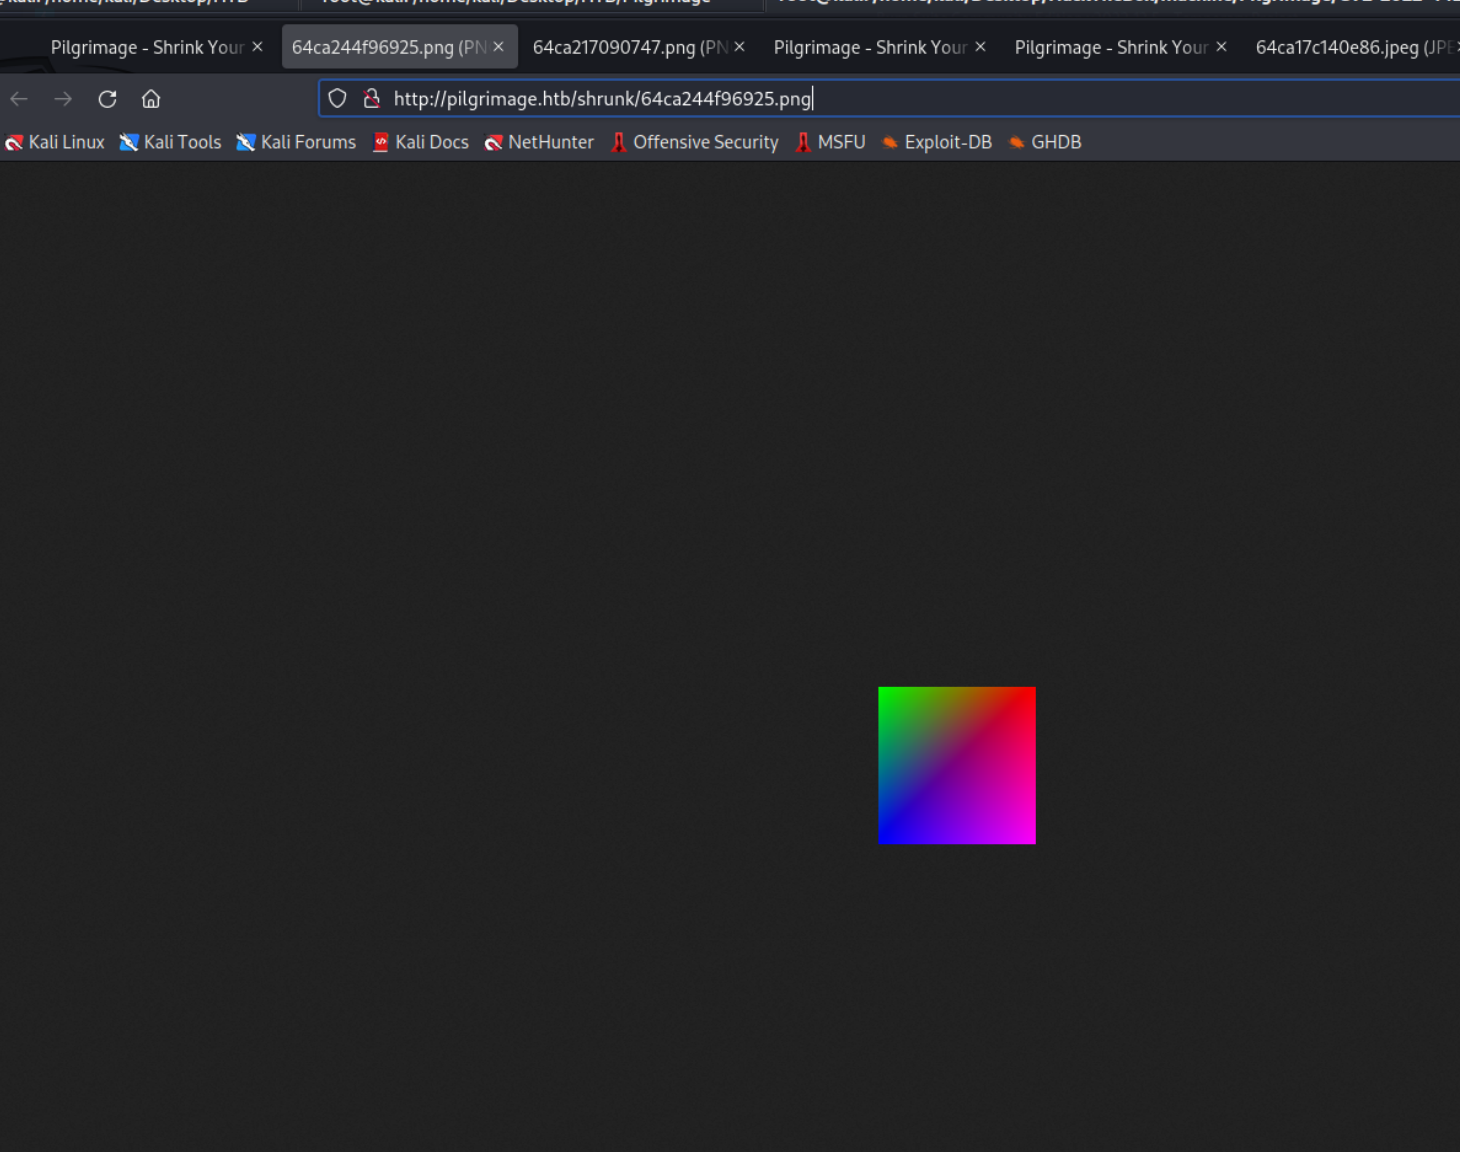 Pilgrimage - Shrink Your
64ca244f96925.png (PN
64ca217090747.png (PN
Pilgrimage - Shrink Your
Pilgrimage - Shrink Your
64ca17c140e86.jpeg (JPE
http://pilgrimage.htb/shrunk/64ca244f96925.png
Kali Linux
Kali Tools
Kali Forums
Kali Docs
NetHunter
Offensive Security
MSFU
Exploit-DB
GHDB